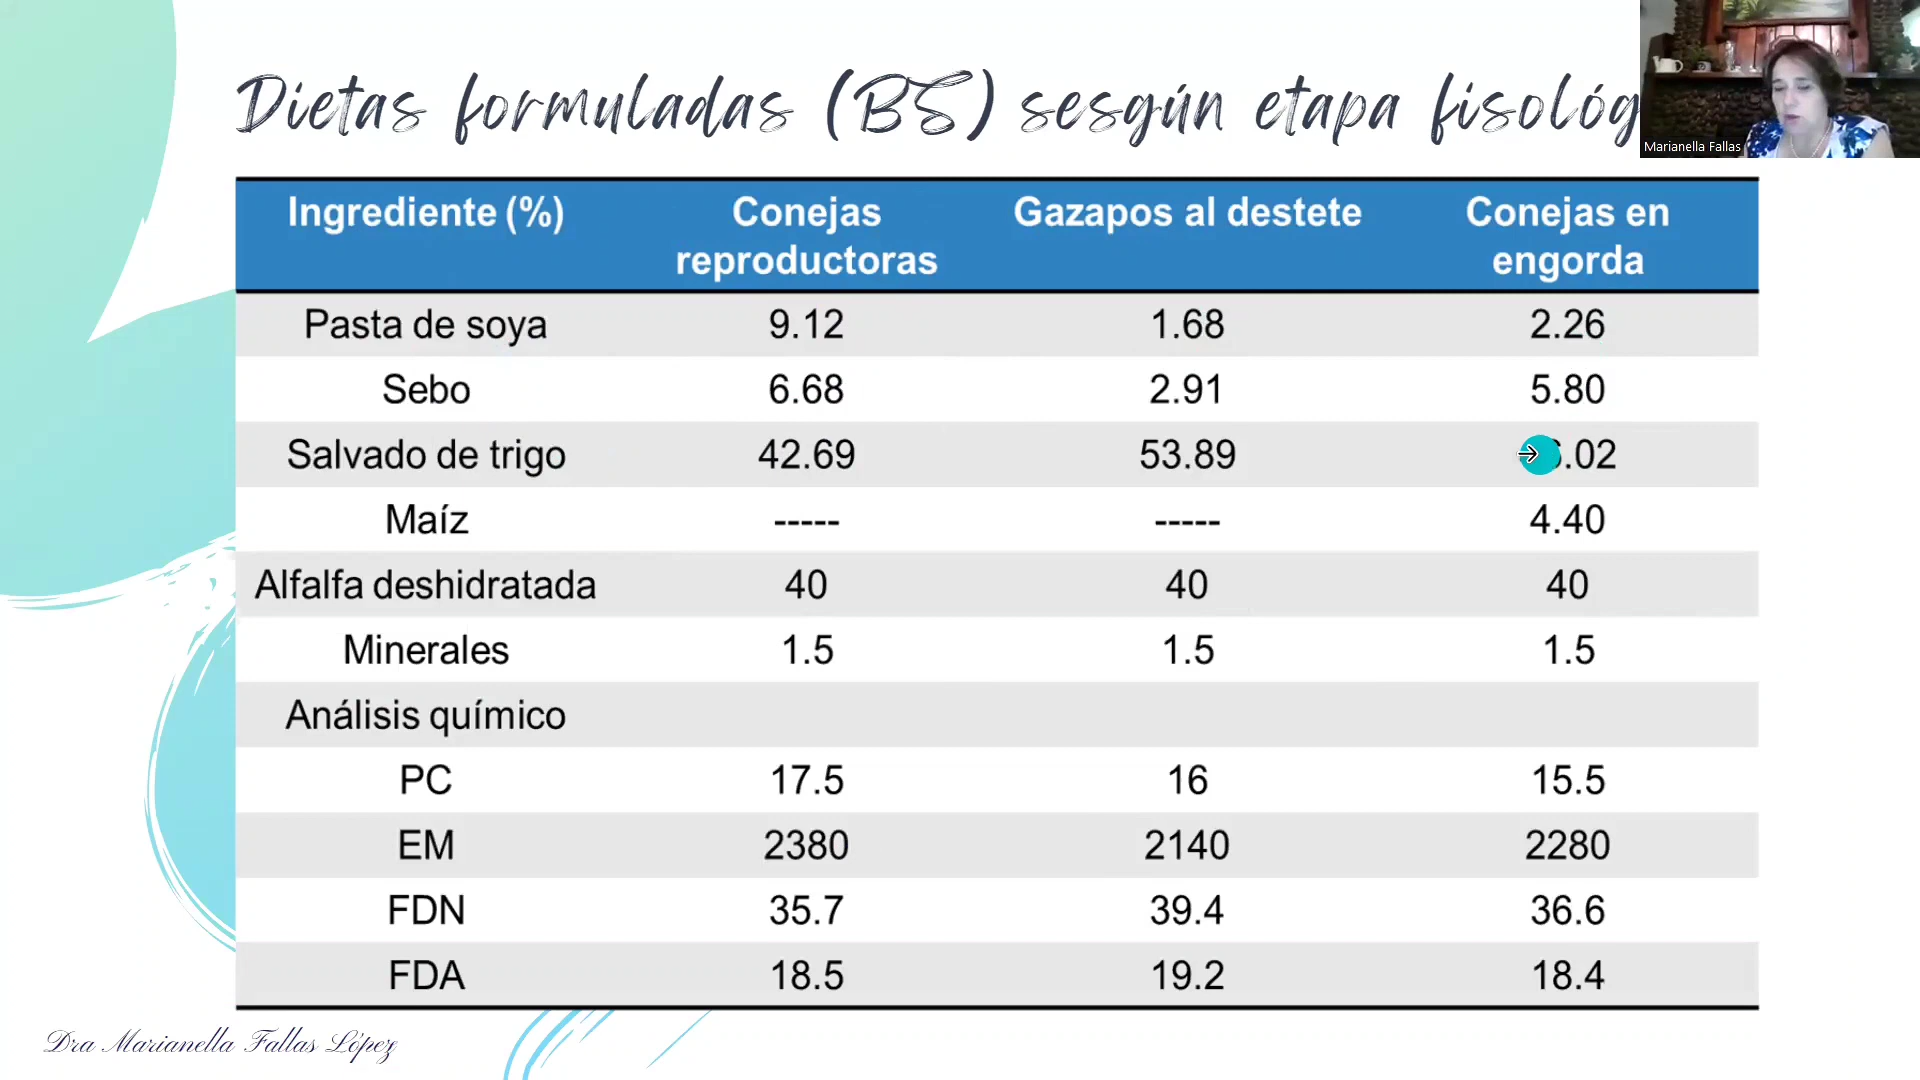 Dietas formuladas (BS) sesgún etapa fisológ
Marianella Fallas
Ingrediente (%) Conejas reproductoras Gazapos al destete Conejas en engorda
Pasta de soya 9.12 1.68 2.26
Sebo 6.68 2.91 5.80
Salvado de trigo 42.69 53.89 .02
Maíz ----- ----- 4.40
Alfalfa deshidratada 40 40 40
Minerales 1.5 1.5 1.5
Análisis químico
PC 17.5 16 15.5
EM 2380 2140 2280
FDN 35.7 39.4 36.6
FDA 18.5 19.2 18.4
Dra Marianella Fallas López